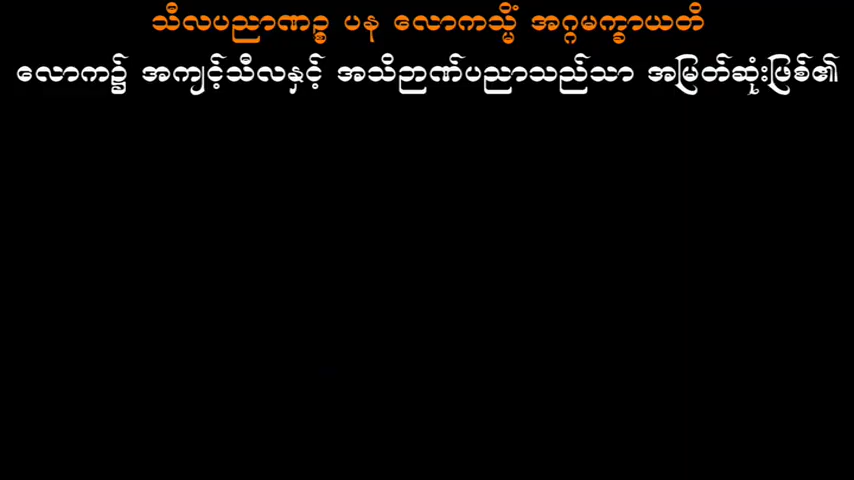 သီလပညာဏဉ္စ ပန လောကသ္မိံ အဂ္ဂမက္ခာယတိ
လောက၌ အကျင့်သီလနှင့် အသိဉာဏ်ပညာသည်သာ အမြတ်ဆုံးဖြစ်၏